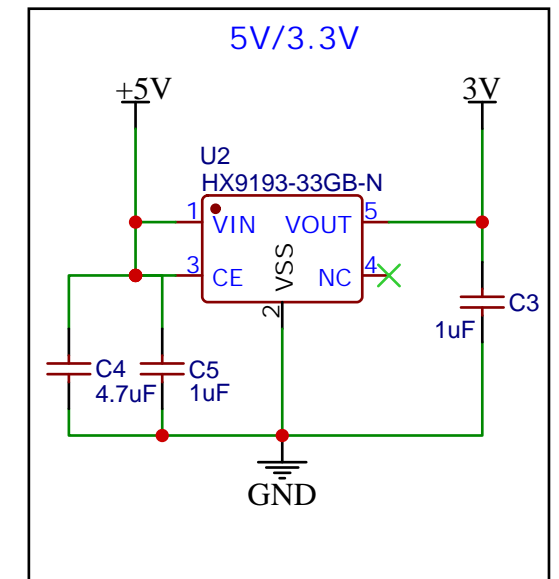 5V/3.3V
+5V
3V
U2
HX9193-33GB-N
1
VIN
VOUT
5
3
CE
VSS
NC
4
2
C3
1uF
C4
4.7uF
C5
1uF
GND